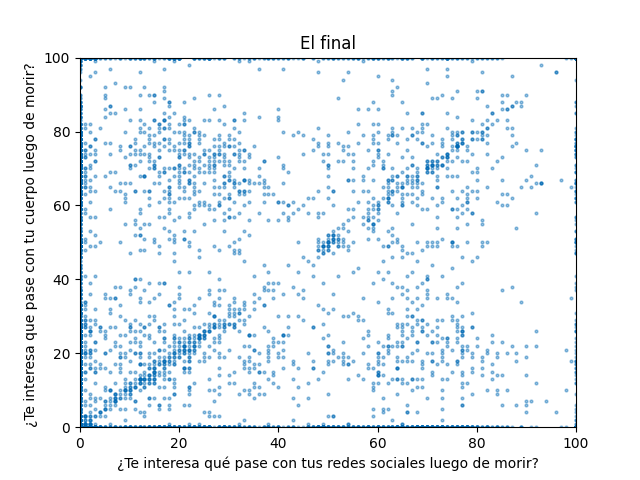 El final
¿Te interesa que pase con tu cuerpo luego de morir?
100
80
60
40
20
0
0 20 40 60 80 100
¿Te interesa qué pase con tus redes sociales luego de morir?